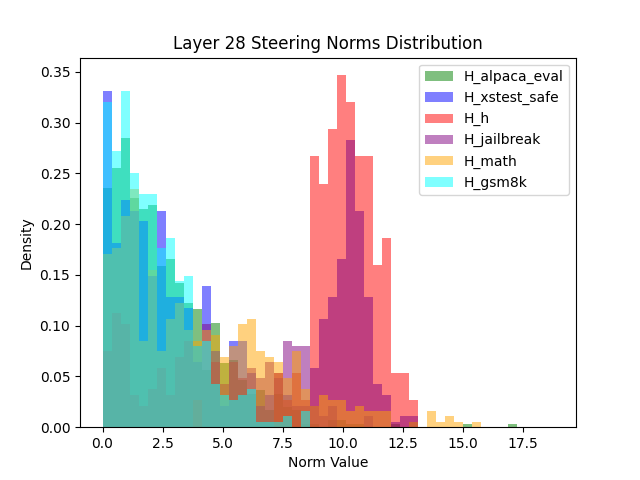 Layer 28 Steering Norms Distribution
H_alpaca_eval
H_xstest_safe
H_h
H_jailbreak
H_math
H_gsm8k
Density
0.35
0.30
0.25
0.20
0.15
0.10
0.05
0.00
0.0 2.5 5.0 7.5 10.0 12.5 15.0 17.5
Norm Value